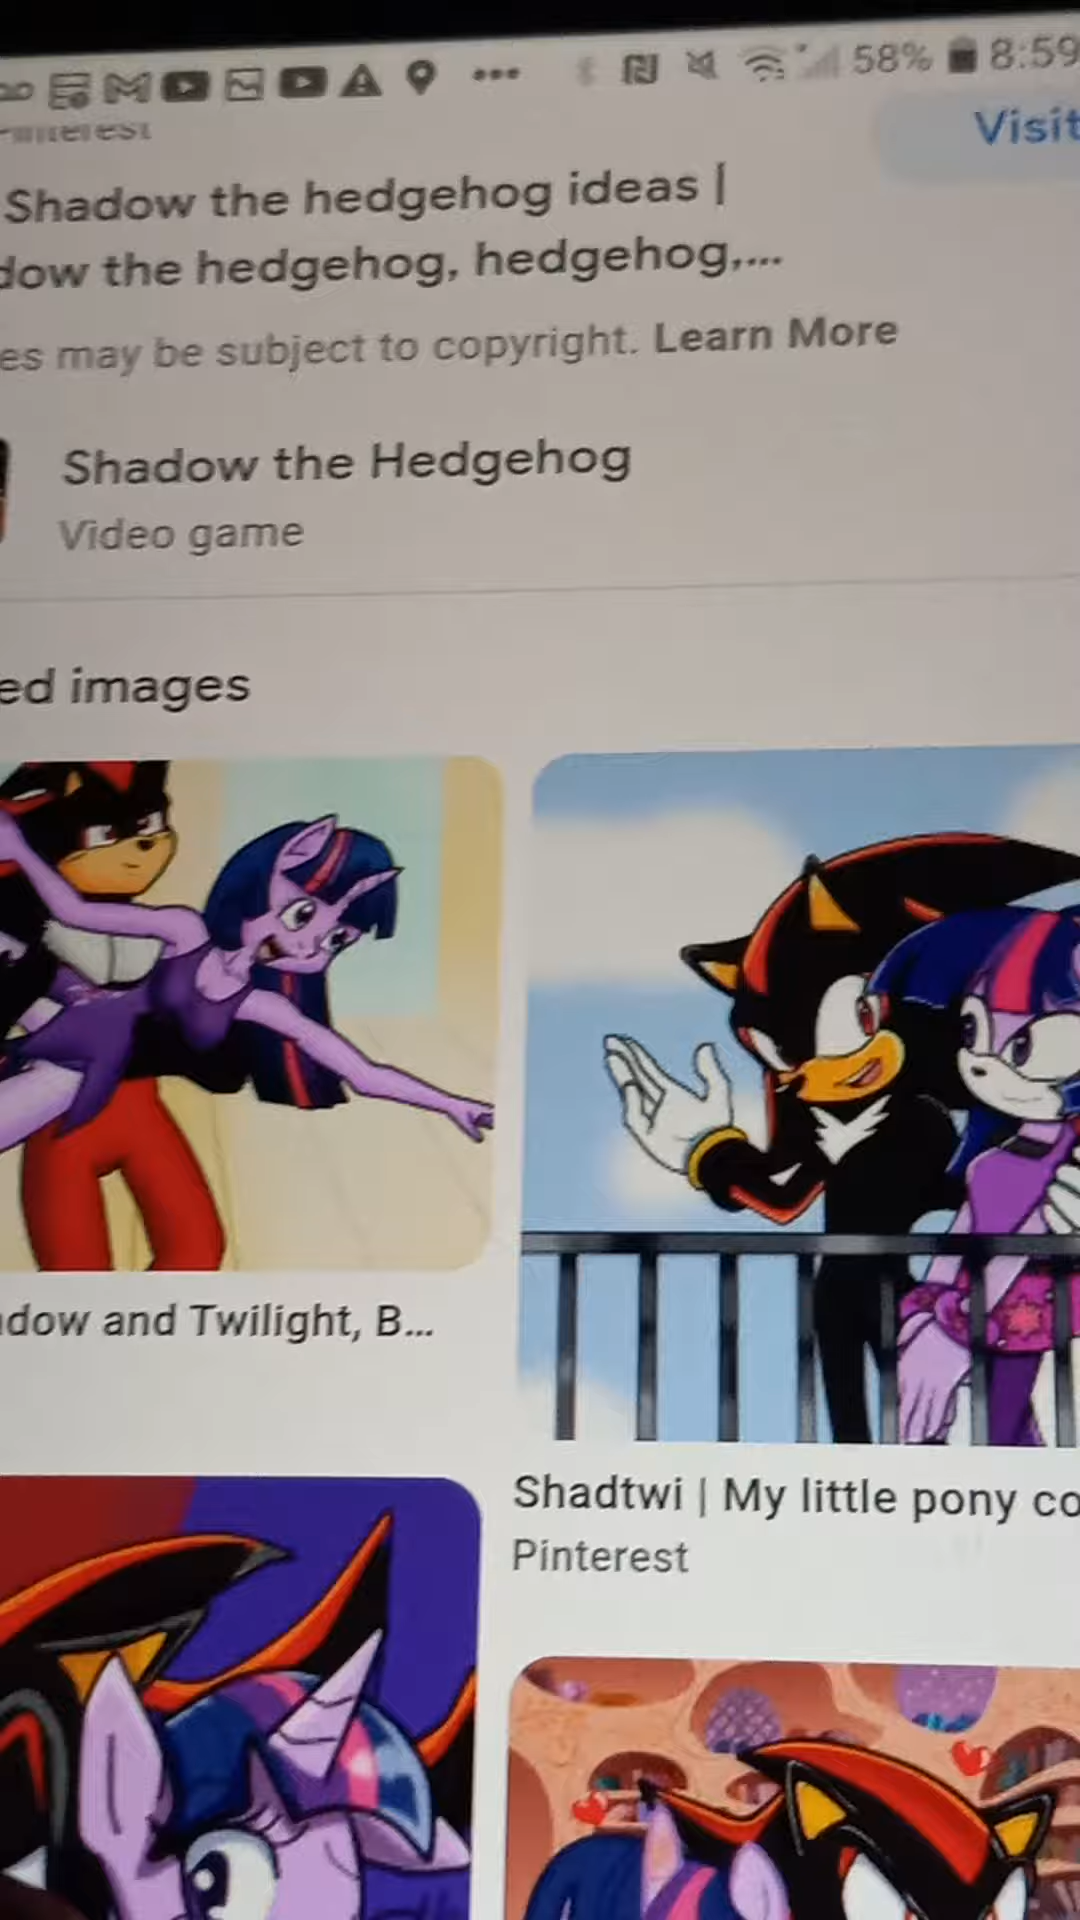 58% 8:59
Pinterest
Visit
Shadow the hedgehog ideas |
dow the hedgehog, hedgehog,...
es may be subject to copyright. Learn More
Shadow the Hedgehog
Video game
ed images
dow and Twilight, B...
Shadtwi | My little pony co
Pinterest